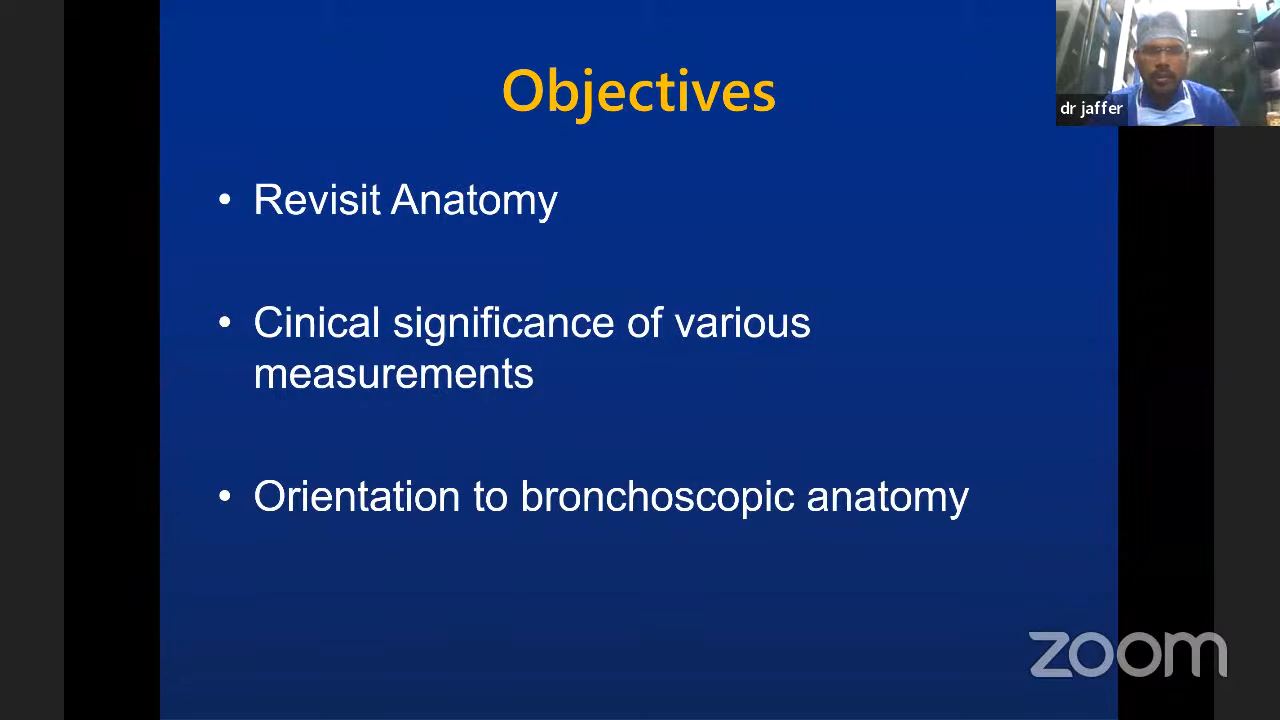 Objectives
dr jaffer
• Revisit Anatomy
• Cinical significance of various
measurements
• Orientation to bronchoscopic anatomy
zoom